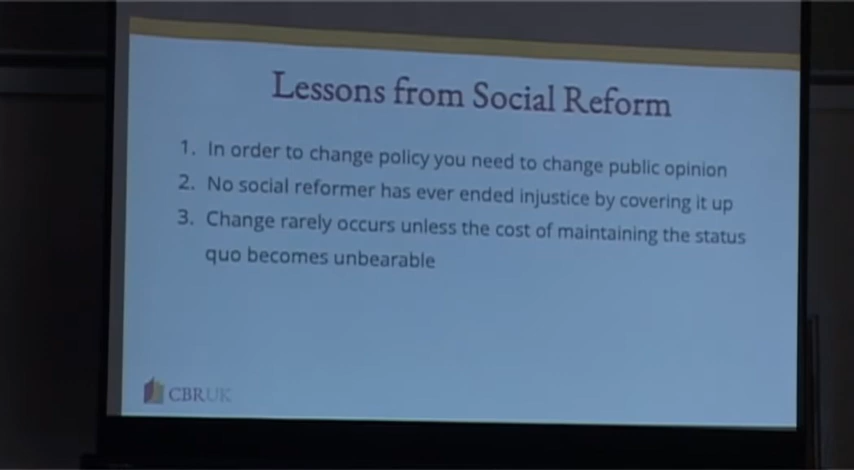 Lessons from Social Reform
1. In order to change policy you need to change public opinion
2. No social reformer has ever ended injustice by covering it up
3. Change rarely occurs unless the cost of maintaining the status
quo becomes unbearable
CBRUK